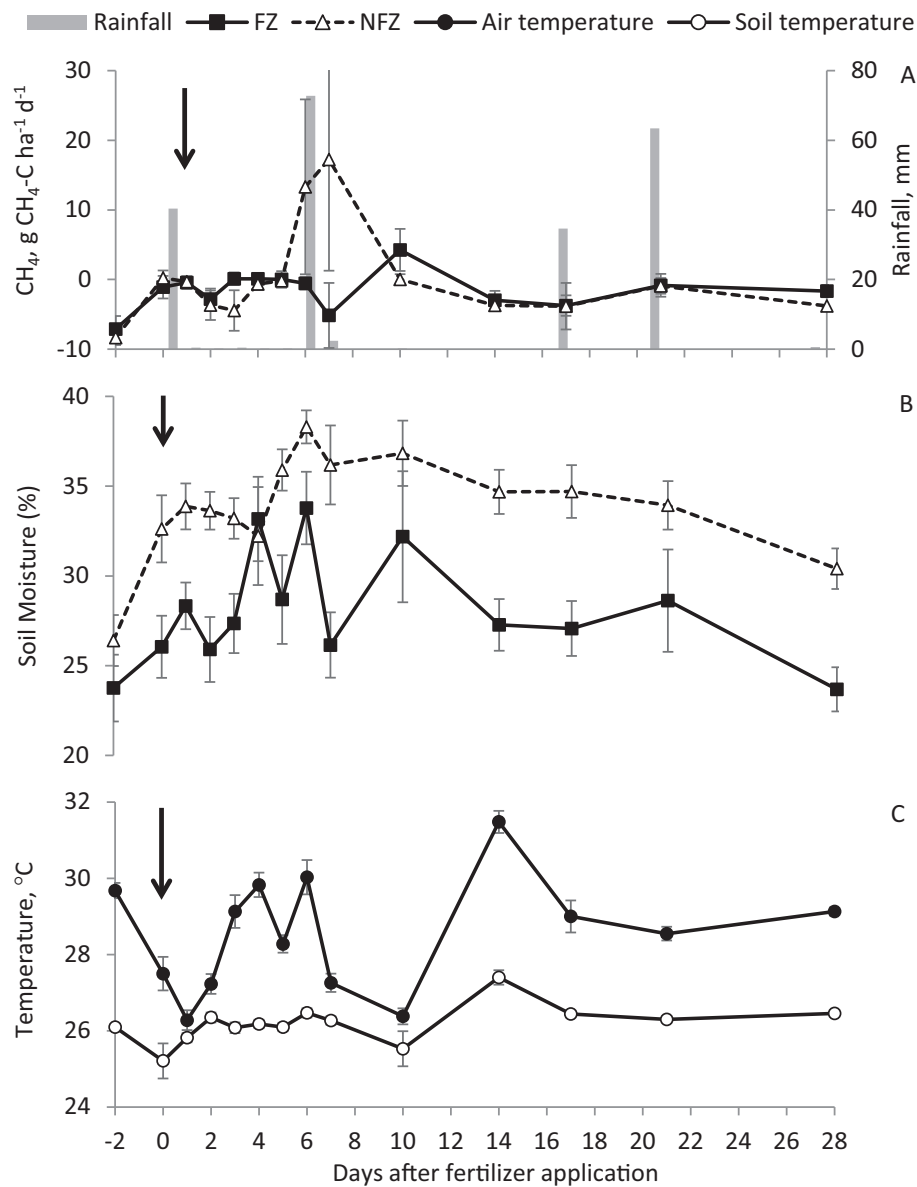 Rainfall FZ NFZ Air temperature Soil temperature
A
CH4, g CH4-C ha-1 d-1
30
20
10
0
-10
80
60
40
20
0
Rainfall, mm
B
Soil Moisture (%)
40
35
30
25
20
C
Temperature, °C
32
30
28
26
24
-2 0 2 4 6 8 10 12 14 16 18 20 22 24 26 28
Days after fertilizer application